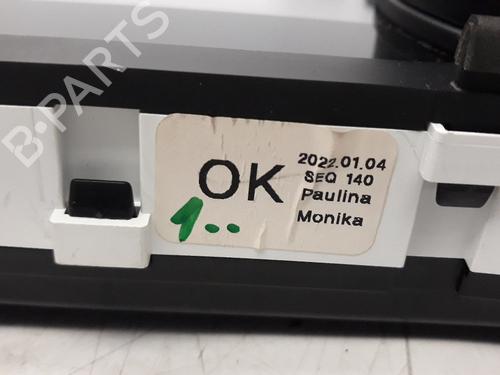 B-PARTS
OK
2022.01.04
SEQ 140
Paulina
Monika
1..